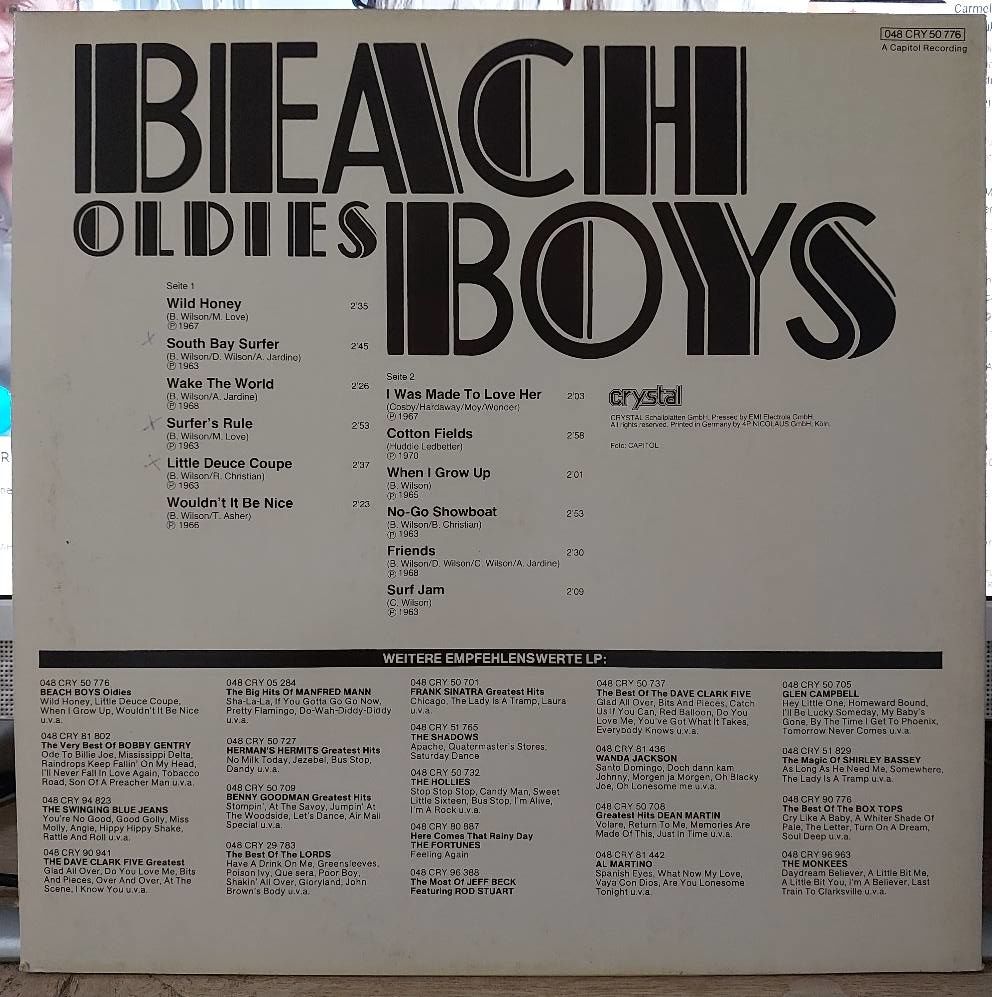 048 CRY 50 776
A Capitol Recording
BEACH
OLDIES BOYS
Seite 1
Wild Honey 2'35
(B. Wilson/M. Love)
Ⓟ 1967
South Bay Surfer 2'45
(B. Wilson/D. Wilson/A. Jardine)
Ⓟ 1963
Wake The World 2'26
(B. Wilson/A. Jardine)
Ⓟ 1968
Surfer's Rule 2'53
(B. Wilson/M. Love)
Ⓟ 1963
Little Deuce Coupe 2'37
(B. Wilson/R. Christian)
Ⓟ 1963
Wouldn't It Be Nice 2'23
(B. Wilson/T. Asher)
Ⓟ 1966
Seite 2
I Was Made To Love Her 2'03
(Cosby/Hardaway/Moy/Wonder)
Ⓟ 1967
Cotton Fields 2'58
(Huddie Ledbetter)
Ⓟ 1970
When I Grow Up 2'01
(B. Wilson)
Ⓟ 1965
No-Go Showboat 2'53
(B. Wilson/B. Christian)
Ⓟ 1963
Friends 2'30
(B. Wilson/D. Wilson/C. Wilson/A. Jardine)
Ⓟ 1968
Surf Jam 2'09
(C. Wilson)
Ⓟ 1963
crystal
CRYSTAL Schallplatten GmbH. Pressed by EMI Electrola GmbH.
All rights reserved. Printed in Germany by 4P NICOLAUS GmbH, Köln.
Foto: CAPITOL
WEITERE EMPFEHLENSWERTE LP:
048 CRY 50 776
BEACH BOYS Oldies
Wild Honey, Little Deuce Coupe,
When I Grow Up, Wouldn't It Be Nice
u.v.a.
048 CRY 81 802
The Very Best Of BOBBY GENTRY
Ode To Billie Joe, Mississippi Delta,
Raindrops Keep Fallin' On My Head,
I'll Never Fall In Love Again, Tobacco
Road, Son Of A Preacher Man u.v.a.
048 CRY 94 823
THE SWINGING BLUE JEANS
You're No Good, Good Golly, Miss
Molly, Angie, Hippy Hippy Shake,
Rattle And Roll u.v.a.
048 CRY 90 941
THE DAVE CLARK FIVE Greatest
Glad All Over, Do You Love Me, Bits
And Pieces, Over And Over, At The
Scene, I Know You u.v.a.
048 CRY 05 284
The Big Hits Of MANFRED MANN
Sha-La-La, If You Gotta Go Go Now,
Pretty Flamingo, Do-Wah-Diddy-Diddy
u.v.a.
048 CRY 50 727
HERMAN'S HERMITS Greatest Hits
No Milk Today, Jezebel, Bus Stop,
Dandy u.v.a.
048 CRY 50 709
BENNY GOODMAN Greatest Hits
Stompin', At The Savoy, Jumpin' At
The Woodside, Let's Dance, Air Mail
Special u.v.a.
048 CRY 29 783
The Best Of The LORDS
Have A Drink On Me, Greensleeves,
Poison Ivy, Que sera, Poor Boy,
Shakin' All Over, Gloryland, John
Brown's Body u.v.a.
048 CRY 50 701
FRANK SINATRA Greatest Hits
Chicago, The Lady Is A Tramp, Laura
u.v.a.
048 CRY 51 765
THE SHADOWS
Apache, Quatermaster's Stores,
Saturday Dance
048 CRY 50 732
THE HOLLIES
Stop Stop Stop, Candy Man, Sweet
Little Sixteen, Bus Stop, I'm Alive,
I'm A Rock u.v.a.
048 CRY 80 887
Here Comes That Rainy Day
THE FORTUNES
Feeling Again
048 CRY 96 388
The Most Of JEFF BECK
Featuring ROD STUART
048 CRY 50 737
The Best Of The DAVE CLARK FIVE
Glad All Over, Bits And Pieces, Catch
Us If You Can, Red Balloon, Do You
Love Me, You've Got What It Takes,
Everybody Knows u.v.a.
048 CRY 81 436
WANDA JACKSON
Santo Domingo, Doch dann kam
Johnny, Morgen ja Morgen, Oh Blacky
Joe, Oh Lonesome me u.v.a.
048 CRY 50 708
Greatest Hits DEAN MARTIN
Volare, Return To Me, Memories Are
Made Of This, Just In Time u.v.a.
048 CRY 81 442
AL MARTINO
Spanish Eyes, What Now My Love,
Vaya Con Dios, Are You Lonesome
Tonight u.v.a.
048 CRY 50 705
GLEN CAMPBELL
Hey Little One, Homeward Bound,
I'll Be Lucky Someday, My Baby's
Gone, By The Time I Get To Phoenix,
Tomorrow Never Comes u.v.a.
048 CRY 51 829
The Magic Of SHIRLEY BASSEY
As Long As He Need Me, Somewhere,
The Lady Is A Tramp u.v.a.
048 CRY 90 776
The Best Of The BOX TOPS
Cry Like A Baby, A Whiter Shade Of
Pale, The Letter, Turn On A Dream,
Soul Deep u.v.a.
048 CRY 96 963
THE MONKEES
Daydream Believer, A Little Bit Me,
A Little Bit You, I'm A Believer, Last
Train To Clarksville u.v.a.